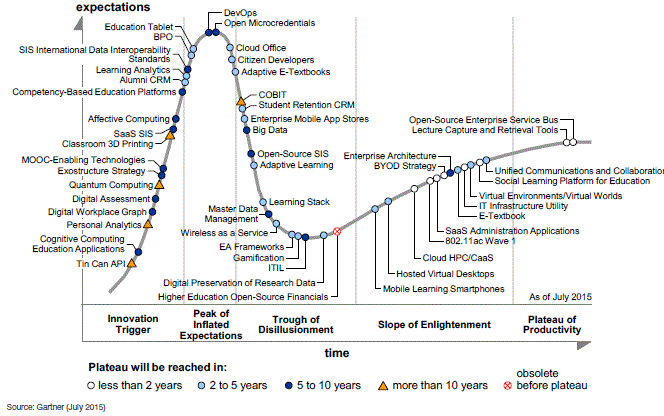 expectations
DevOps
Open Microcredentials
Education Tablet
BPO
SIS International Data Interoperability
Standards
Learning Analytics
Alumni CRM
Competency-Based Education Platforms
Cloud Office
Citizen Developers
Adaptive E-Textbooks
COBIT
Student Retention CRM
Enterprise Mobile App Stores
Big Data
Affective Computing
SaaS SIS
Classroom 3D Printing
MOOC-Enabling Technologies
Exostructure Strategy
Quantum Computing
Digital Assessment
Digital Workplace Graph
Personal Analytics
Cognitive Computing
Education Applications
Tin Can API
Open-Source SIS
Adaptive Learning
Learning Stack
Master Data
Management
Wireless as a Service
EA Frameworks
Gamification
ITIL
Digital Preservation of Research Data
Higher Education Open-Source Financials
Open-Source Enterprise Service Bus
Lecture Capture and Retrieval Tools
Enterprise Architecture
BYOD Strategy
Unified Communications and Collaboration
Social Learning Platform for Education
Virtual Environments/Virtual Worlds
IT Infrastructure Utility
E-Textbook
SaaS Administration Applications
802.11ac Wave 1
Cloud HPC/CaaS
Hosted Virtual Desktops
Mobile Learning Smartphones
As of July 2015
Innovation
Trigger
Peak of
Inflated
Expectations
Trough of
Disillusionment
Slope of Enlightenment
Plateau of
Productivity
time
Plateau will be reached in:
less than 2 years
2 to 5 years
5 to 10 years
more than 10 years
obsolete
before plateau
Source: Gartner (July 2015)